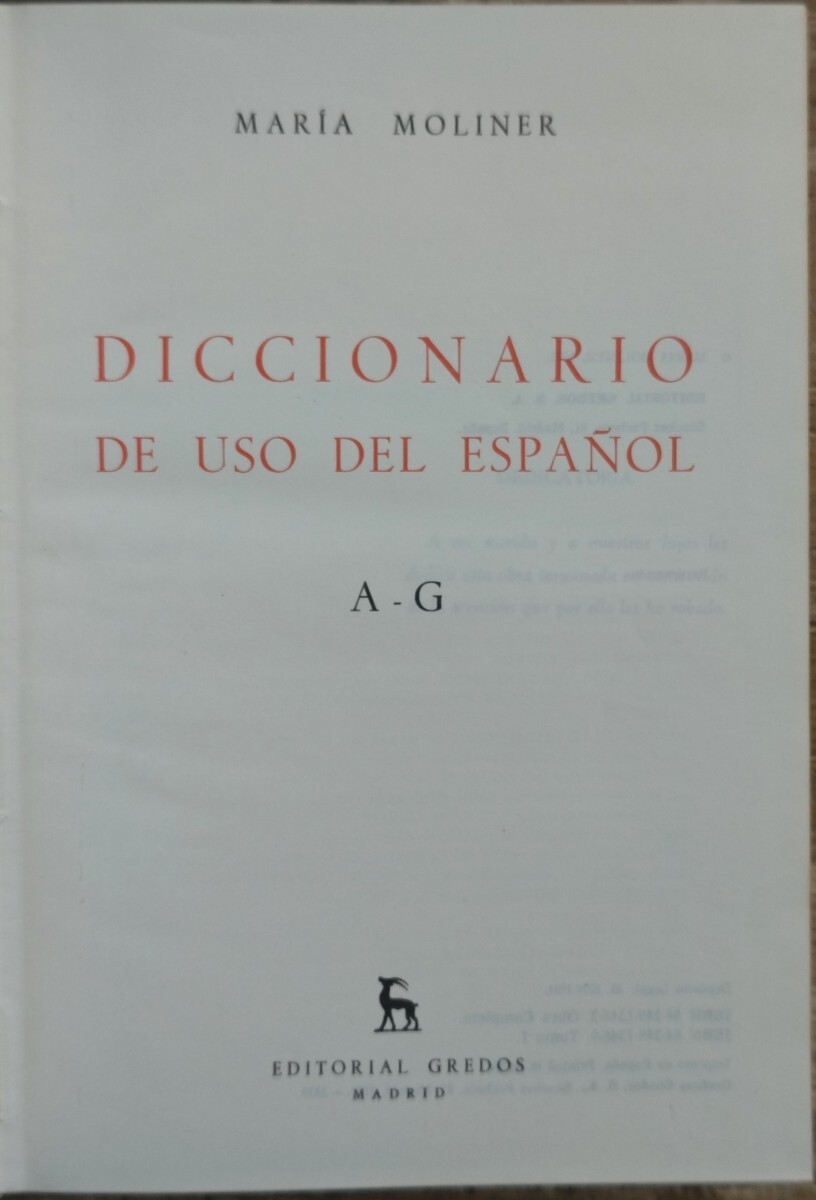 MARÍA MOLINER
DICCIONARIO
DE USO DEL ESPAÑOL
A - G
EDITORIAL GREDOS
MADRID